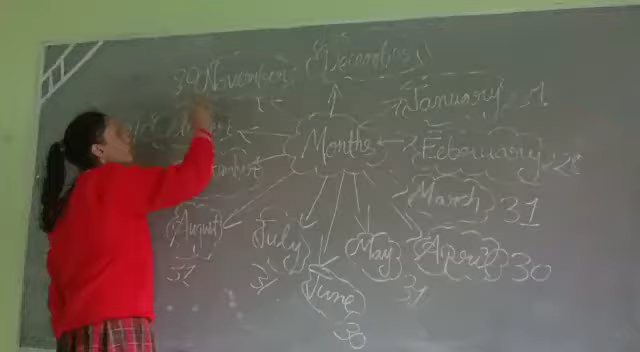 December
30 November
January 31
Months
February 28
March 31
August
31
July
31
May
31
April 30
June
30